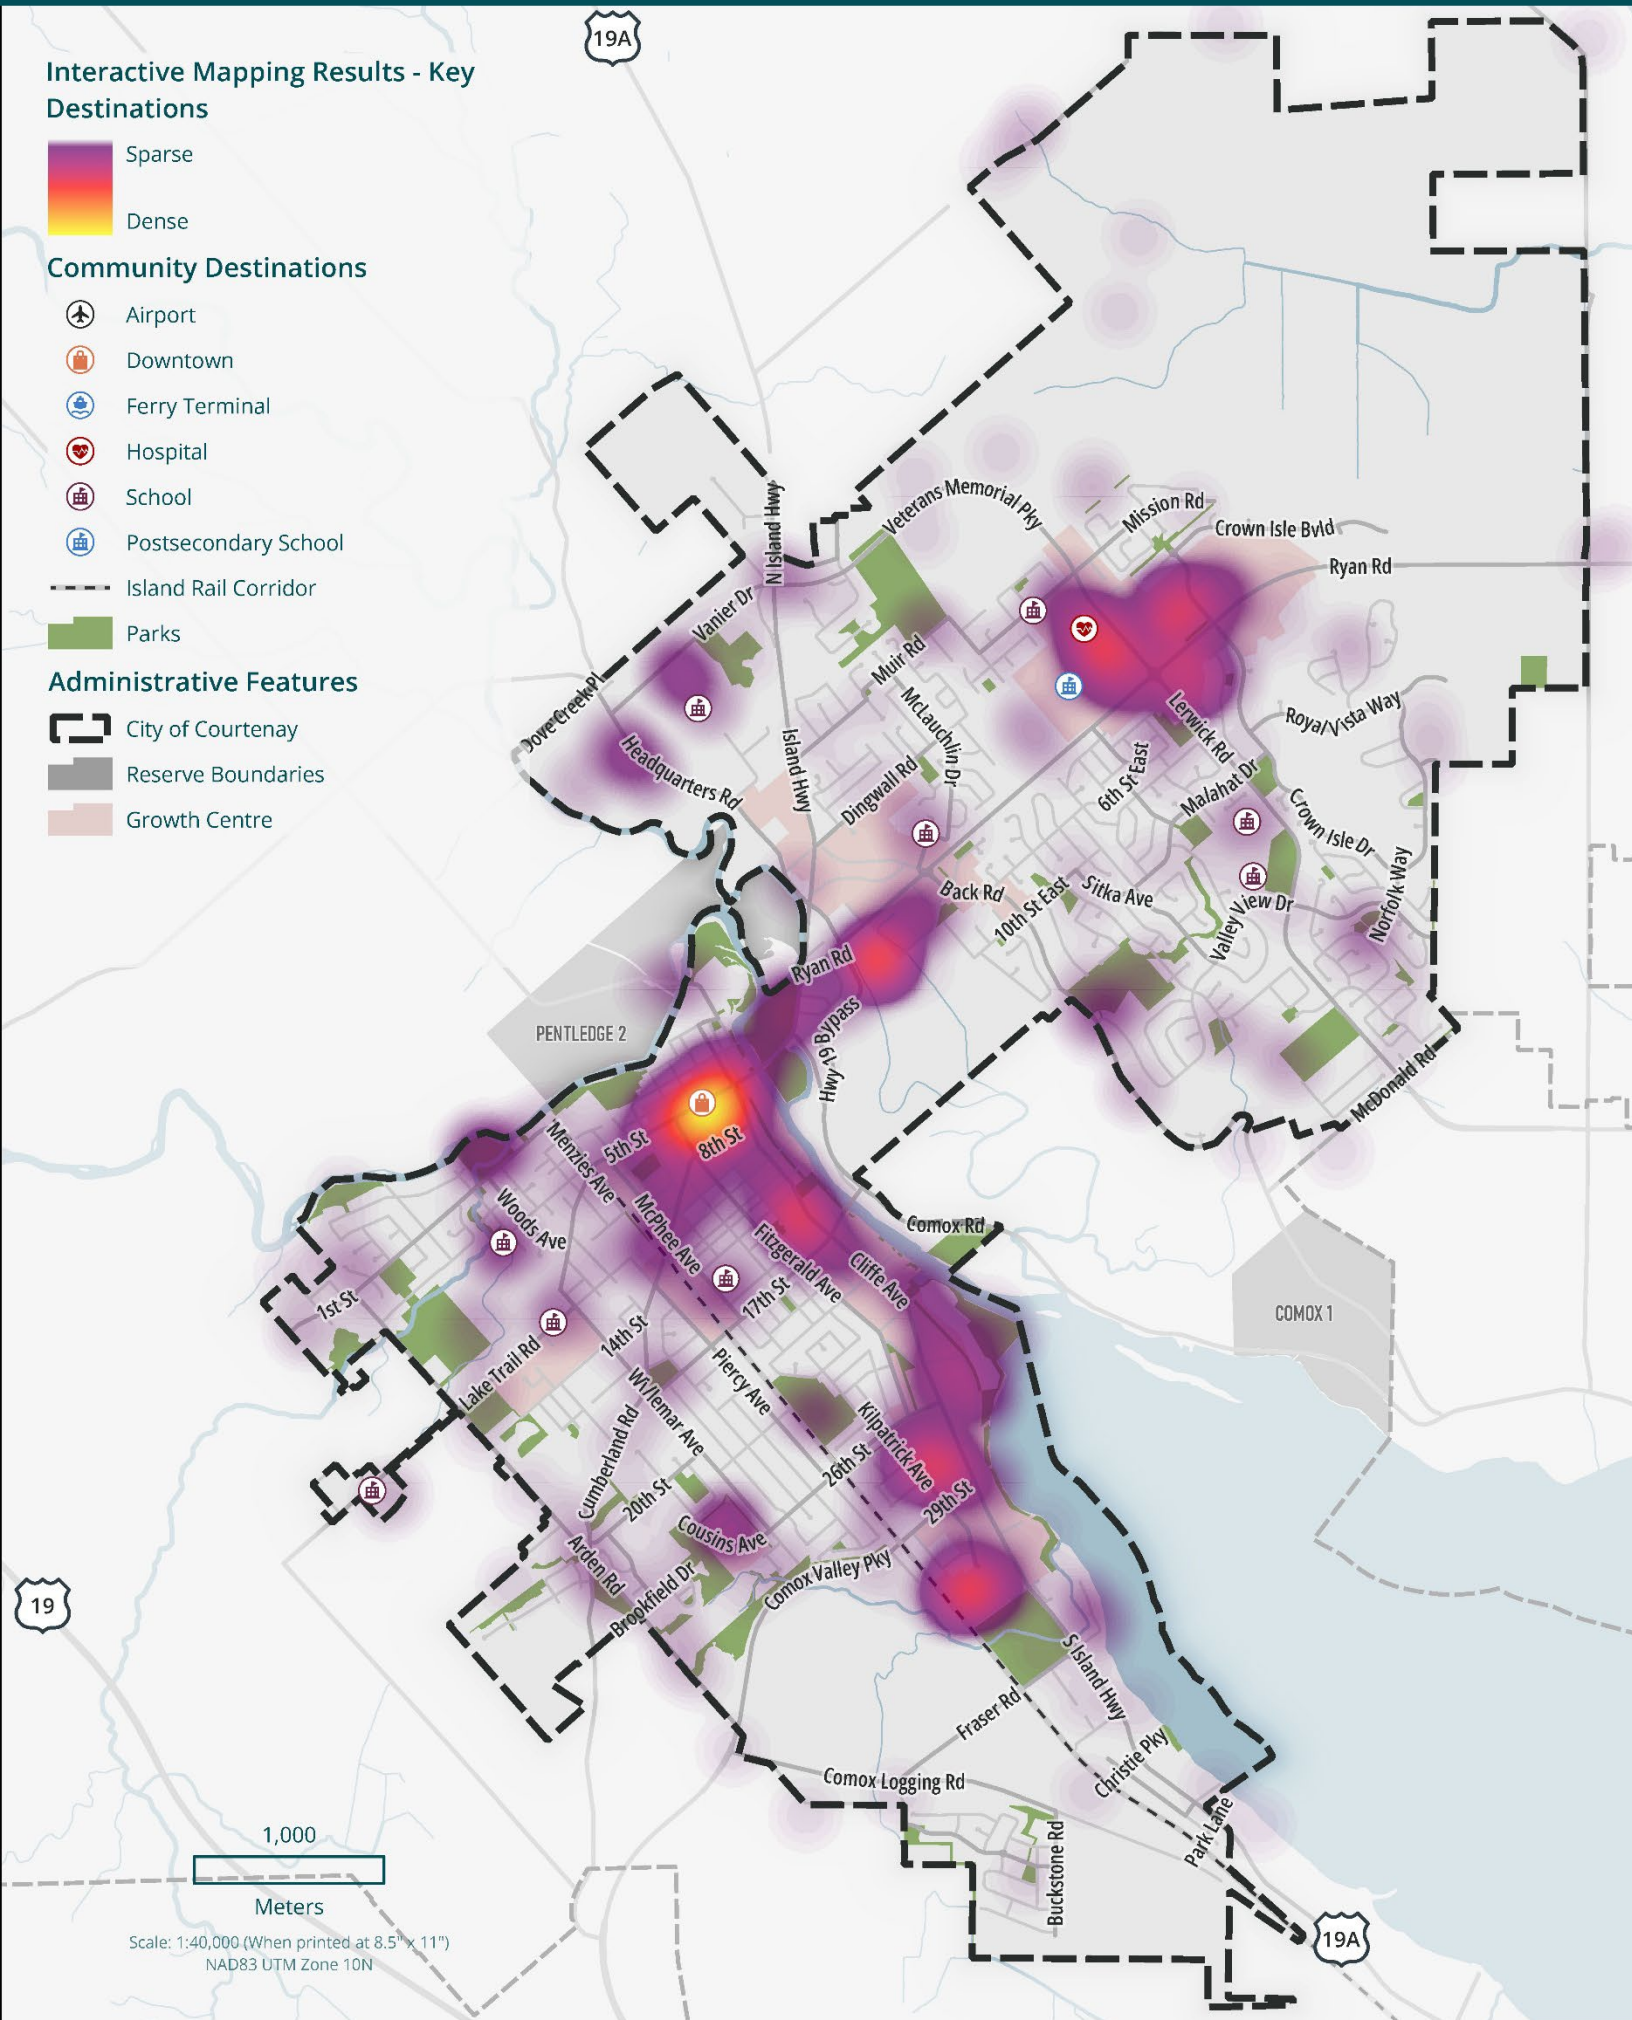 19A
Interactive Mapping Results - Key
Destinations
Sparse
Dense
Community Destinations
Airport
Downtown
Ferry Terminal
Hospital
School
Postsecondary School
Island Rail Corridor
Parks
Administrative Features
City of Courtenay
Reserve Boundaries
Growth Centre
N Island Hwy
Veterans Memorial Pky
Mission Rd
Crown Isle Bvld
Ryan Rd
Vanier Dr
Muir Rd
Dove Creek Pl
McLauchlin Dr
Lerwick Rd
Royal Vista Way
Headquarters Rd
Island Hwy
Dingwall Rd
6th St East
Malahat Dr
Crown Isle Dr
Back Rd
10th St East
Sitka Ave
Valley View Dr
Norfolk Way
Ryan Rd
Hwy 19 Bypass
PENTLEDGE 2
McDonald Rd
Menzies Ave
5th St
8th St
Woods Ave
McPhee Ave
Fitzgerald Ave
Cliffe Ave
Comox Rd
1st St
17th St
COMOX 1
14th St
Lake Trail Rd
Piercy Ave
Willemar Ave
Kilpatrick Ave
Cumberland Rd
26th St
20th St
29th St
Cousins Ave
Arden Rd
Comox Valley Pky
Brookfield Dr
19
S Island Hwy
Fraser Rd
Christie Pky
Comox Logging Rd
Park Lane
Buckstone Rd
1,000
Meters
Scale: 1:40,000 (When printed at 8.5" x 11")
NAD83 UTM Zone 10N
19A